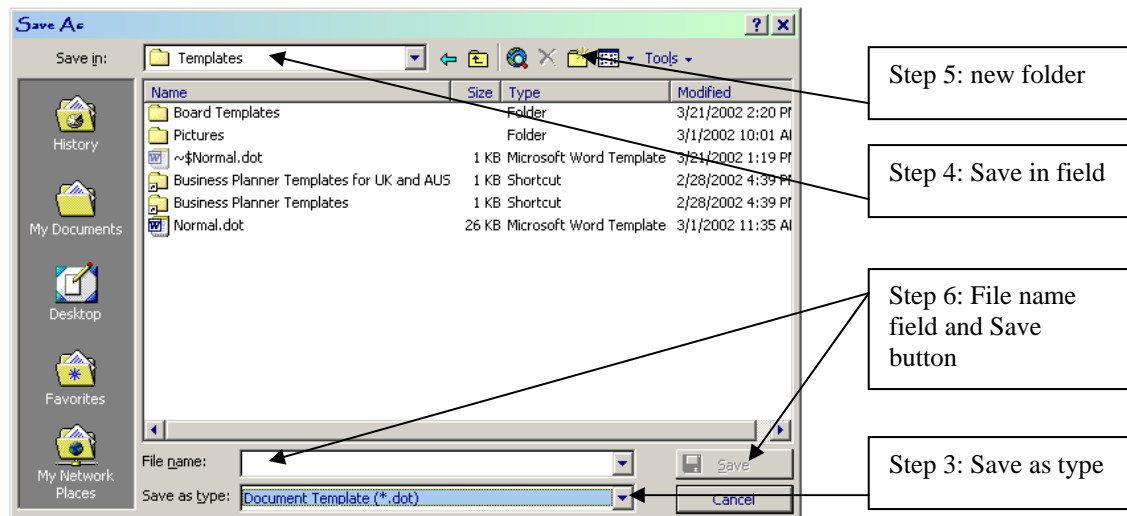 Save As
Save in: Templates Tools
Step 5: new folder
Name Size Type Modified
Board Templates Folder 3/21/2002 2:20 P
Pictures Folder 3/1/2002 10:01 A
~$Normal.dot 1 KB Microsoft Word Template 3/21/2002 1:19 P
Business Planner Templates for UK and AUS 1 KB Shortcut 2/28/2002 4:39 P
Business Planner Templates 1 KB Shortcut 2/28/2002 4:39 P
Normal.dot 26 KB Microsoft Word Template 3/1/2002 11:35 A
Step 4: Save in field
History
My Documents
Desktop
Favorites
My Network
Places
Step 6: File name
field and Save
button
File name: Save
Save as type: Document Template (*.dot) Cancel
Step 3: Save as type